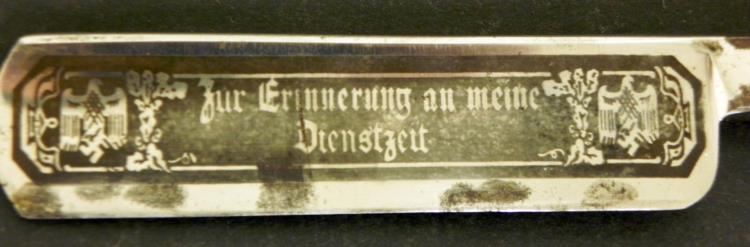 Zur Erinnerung an meine
Dienstzeit